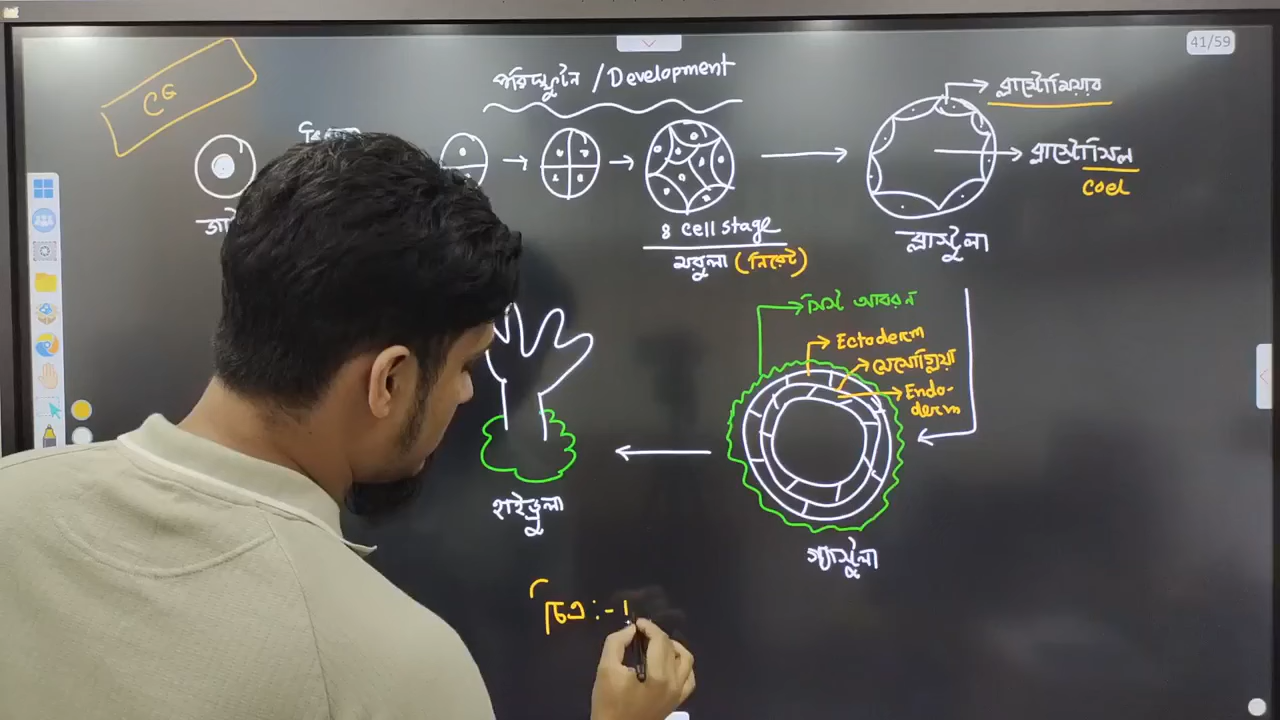 41/59
পরিস্ফুটন / Development
CG
ব্লাস্টোমিয়ার
ব্লাস্টোসিল
coel
8 cell stage
মরুলা (নিরেট)
ব্লাস্টুলা
সিস্ট আবরণ
Ectoderm
মেসোগ্লিয়া
Endo-
derm
হাইড্রুলা
গ্যাস্ট্রুলা
চিত্র :-